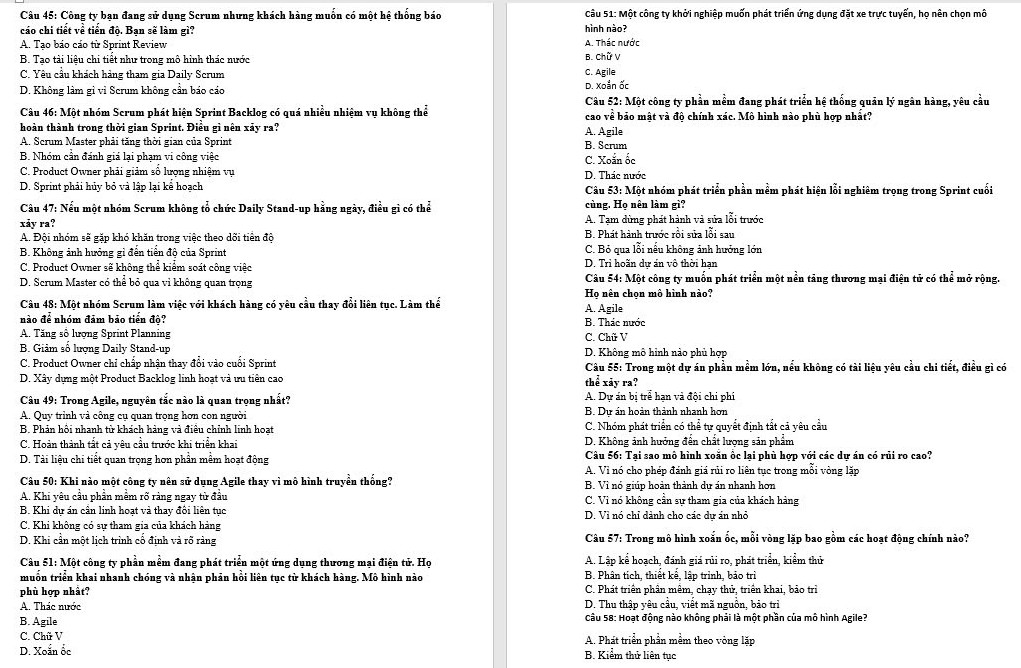 Câu 45: Công ty bạn đang sử dụng Scrum nhưng khách hàng muốn có một hệ thống báo
cáo chi tiết về tiến độ. Bạn sẽ làm gì?
A. Tạo báo cáo từ Sprint Review
B. Tạo tài liệu chi tiết như trong mô hình thác nước
C. Yêu cầu khách hàng tham gia Daily Scrum
D. Không làm gì vì Scrum không cần báo cáo
Câu 46: Một nhóm Scrum phát hiện Sprint Backlog có quá nhiều nhiệm vụ không thể
hoàn thành trong thời gian Sprint. Điều gì nên xảy ra?
A. Scrum Master phải tăng thời gian của Sprint
B. Nhóm cần đánh giá lại phạm vi công việc
C. Product Owner phải giảm số lượng nhiệm vụ
D. Sprint phải hủy bỏ và lập lại kế hoạch
Câu 47: Nếu một nhóm Scrum không tổ chức Daily Stand-up hằng ngày, điều gì có thể
xảy ra?
A. Đội nhóm sẽ gặp khó khăn trong việc theo dõi tiến độ
B. Không ảnh hưởng gì đến tiến độ của Sprint
C. Product Owner sẽ không thể kiểm soát công việc
D. Scrum Master có thể bỏ qua vì không quan trọng
Câu 48: Một nhóm Scrum làm việc với khách hàng có yêu cầu thay đổi liên tục. Làm thế
nào để nhóm đảm bảo tiến độ?
A. Tăng số lượng Sprint Planning
B. Giảm số lượng Daily Stand-up
C. Product Owner chỉ chấp nhận thay đổi vào cuối Sprint
D. Xây dựng một Product Backlog linh hoạt và ưu tiên cao
Câu 49: Trong Agile, nguyên tắc nào là quan trọng nhất?
A. Quy trình và công cụ quan trọng hơn con người
B. Phản hồi nhanh từ khách hàng và điều chỉnh linh hoạt
C. Hoàn thành tất cả yêu cầu trước khi triển khai
D. Tài liệu chi tiết quan trọng hơn phần mềm hoạt động
Câu 50: Khi nào một công ty nên sử dụng Agile thay vì mô hình truyền thống?
A. Khi yêu cầu phần mềm rõ ràng ngay từ đầu
B. Khi dự án cần linh hoạt và thay đổi liên tục
C. Khi không có sự tham gia của khách hàng
D. Khi cần một lịch trình cố định và rõ ràng
Câu 51: Một công ty phần mềm đang phát triển một ứng dụng thương mại điện tử. Họ
muốn triển khai nhanh chóng và nhận phản hồi liên tục từ khách hàng. Mô hình nào
phù hợp nhất?
A. Thác nước
B. Agile
C. Chữ V
D. Xoắn ốc
Câu 51: Một công ty khởi nghiệp muốn phát triển ứng dụng đặt xe trực tuyến, họ nên chọn mô
hình nào?
A. Thác nước
B. Chữ V
C. Agile
D. Xoắn ốc
Câu 52: Một công ty phần mềm đang phát triển hệ thống quản lý ngân hàng, yêu cầu
cao về bảo mật và độ chính xác. Mô hình nào phù hợp nhất?
A. Agile
B. Scrum
C. Xoắn ốc
D. Thác nước
Câu 53: Một nhóm phát triển phần mềm phát hiện lỗi nghiêm trọng trong Sprint cuối
cùng. Họ nên làm gì?
A. Tạm dừng phát hành và sửa lỗi trước
B. Phát hành trước rồi sửa lỗi sau
C. Bỏ qua lỗi nếu không ảnh hưởng lớn
D. Trì hoãn dự án vô thời hạn
Câu 54: Một công ty muốn phát triển một nền tảng thương mại điện tử có thể mở rộng.
Họ nên chọn mô hình nào?
A. Agile
B. Thác nước
C. Chữ V
D. Không mô hình nào phù hợp
Câu 55: Trong một dự án phần mềm lớn, nếu không có tài liệu yêu cầu chi tiết, điều gì có
thể xảy ra?
A. Dự án bị trễ hạn và đội chi phí
B. Dự án hoàn thành nhanh hơn
C. Nhóm phát triển có thể tự quyết định tất cả yêu cầu
D. Không ảnh hưởng đến chất lượng sản phẩm
Câu 56: Tại sao mô hình xoắn ốc lại phù hợp với các dự án có rủi ro cao?
A. Vì nó cho phép đánh giá rủi ro liên tục trong mỗi vòng lặp
B. Vì nó giúp hoàn thành dự án nhanh hơn
C. Vì nó không cần sự tham gia của khách hàng
D. Vì nó chỉ dành cho các dự án nhỏ
Câu 57: Trong mô hình xoắn ốc, mỗi vòng lặp bao gồm các hoạt động chính nào?
A. Lập kế hoạch, đánh giá rủi ro, phát triển, kiểm thử
B. Phân tích, thiết kế, lập trình, bảo trì
C. Phát triển phần mềm, chạy thử, triển khai, bảo trì
D. Thu thập yêu cầu, viết mã nguồn, bảo trì
Câu 58: Hoạt động nào không phải là một phần của mô hình Agile?
A. Phát triển phần mềm theo vòng lặp
B. Kiểm thử liên tục